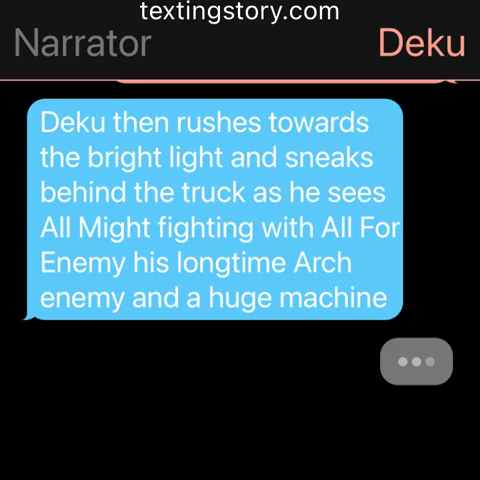 textingstory.com
Narrator Deku
Deku then rushes towards
the bright light and sneaks
behind the truck as he sees
All Might fighting with All For
Enemy his longtime Arch
enemy and a huge machine